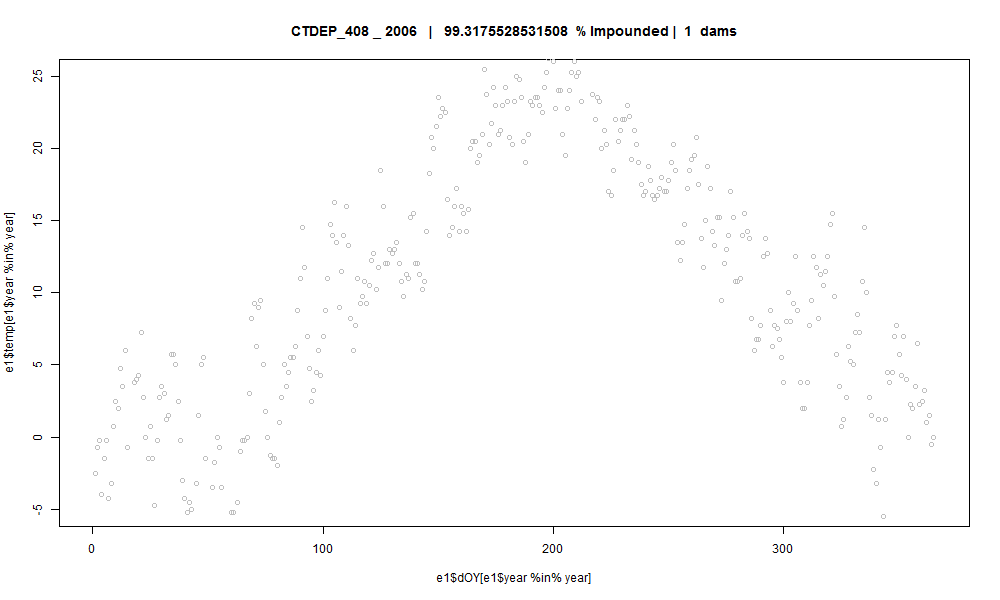 CTDEP_408 _ 2006 | 99.3175528531508 % Impounded | 1 dams
e1$temp[e1$year %in% year]
25
20
15
10
5
0
-5
0 100 200 300
e1$dOY[e1$year %in% year]